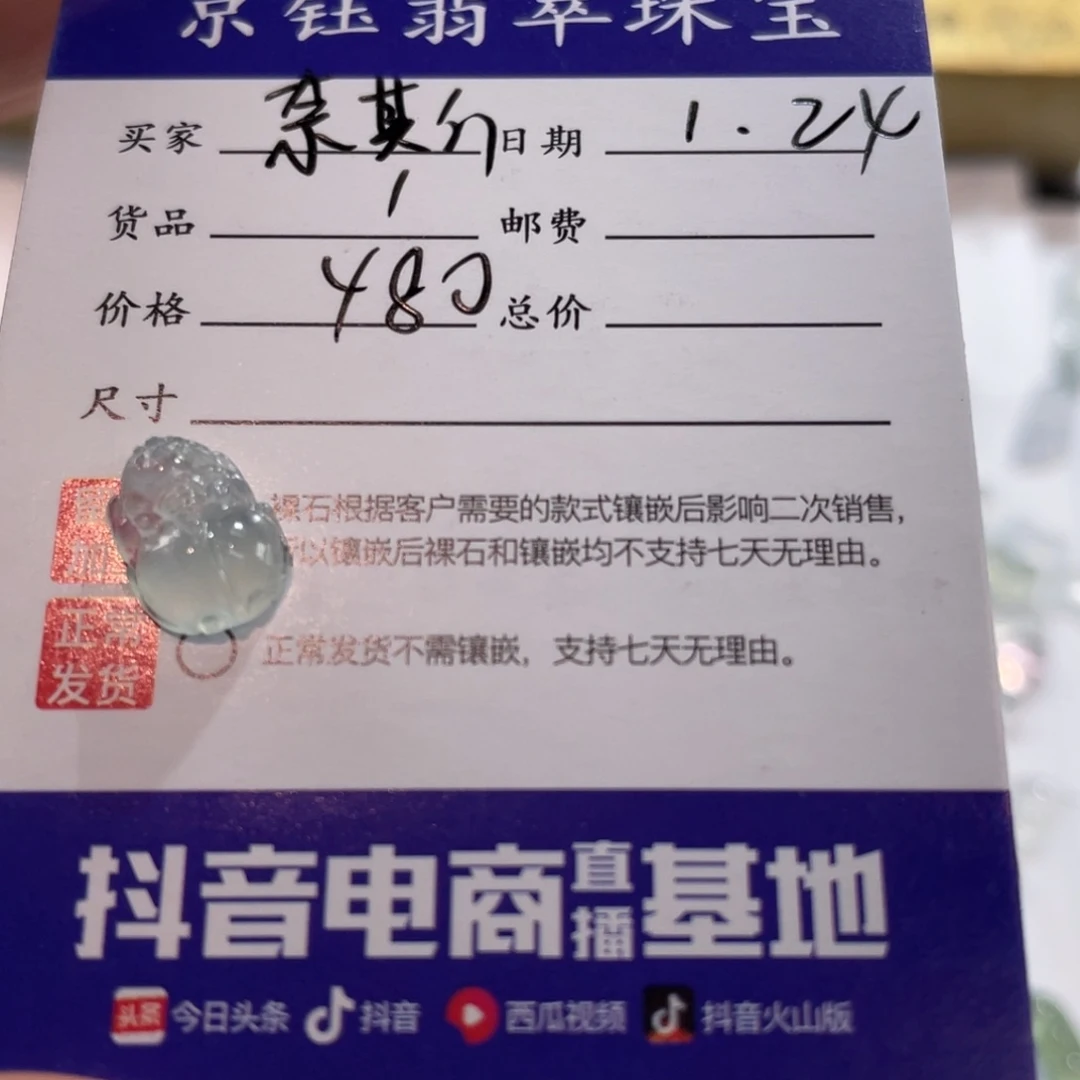 京钰翡翠珠宝
买家 奈其尔 日期 1.24
货品 1 邮费
价格 480 总价
尺寸
裸石根据客户需要的款式镶嵌后影响二次销售,
所以镶嵌后裸石和镶嵌均不支持七天无理由。
正常
发货
正常发货不需镶嵌, 支持七天无理由。
抖音电商直播基地
头条 今日头条 抖音 西瓜视频 抖音火山版